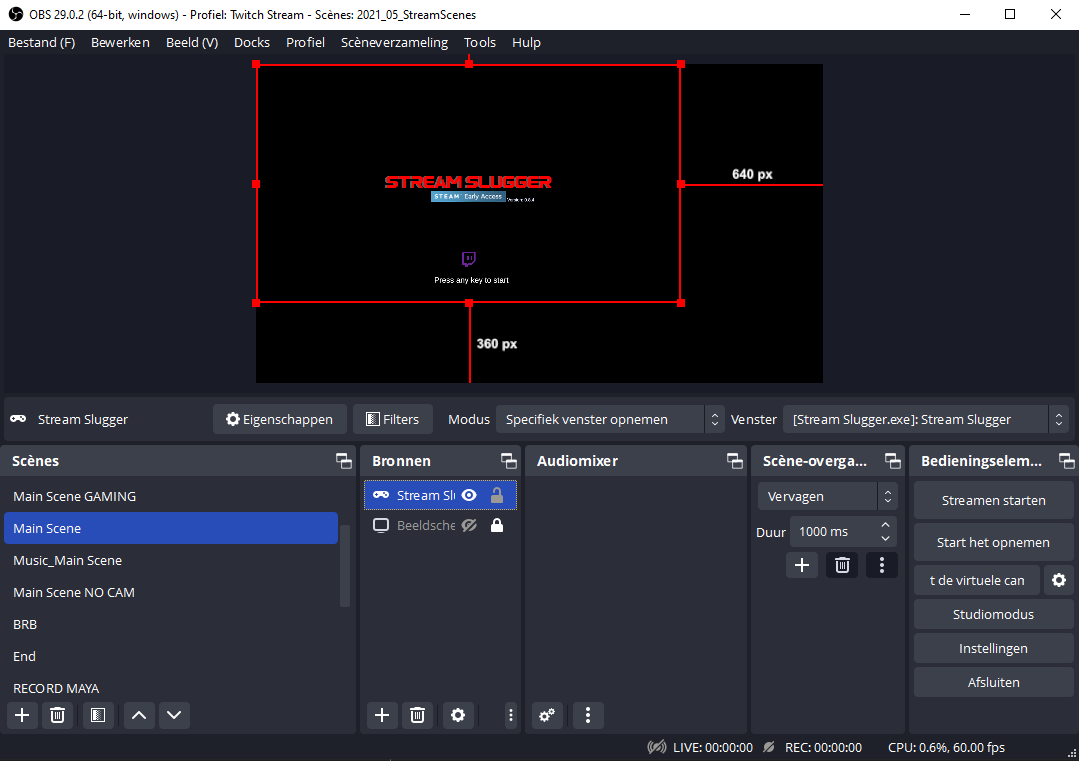 OBS 29.0.2 (64-bit, windows) - Profiel: Twitch Stream - Scènes: 2021_05_StreamScenes
Bestand (F) Bewerken Beeld (V) Docks Profiel Scèneverzameling Tools Hulp
STREAM SLUGGER
STEAM Early Access Version 0.8.4
Press any key to start
640 px
360 px
Stream Slugger Eigenschappen Filters Modus Specifiek venster opnemen Venster [Stream Slugger.exe]: Stream Slugger
Scènes
Main Scene GAMING
Main Scene
Music_Main Scene
Main Scene NO CAM
BRB
End
RECORD MAYA
Bronnen
Stream Slu
Beeldsche
Audiomixer
Scène-overga...
Vervagen
Duur 1000 ms
Bedieningselem...
Streamen starten
Start het opnemen
t de virtuele can
Studiomodus
Instellingen
Afsluiten
LIVE: 00:00:00 REC: 00:00:00 CPU: 0.6%, 60.00 fps